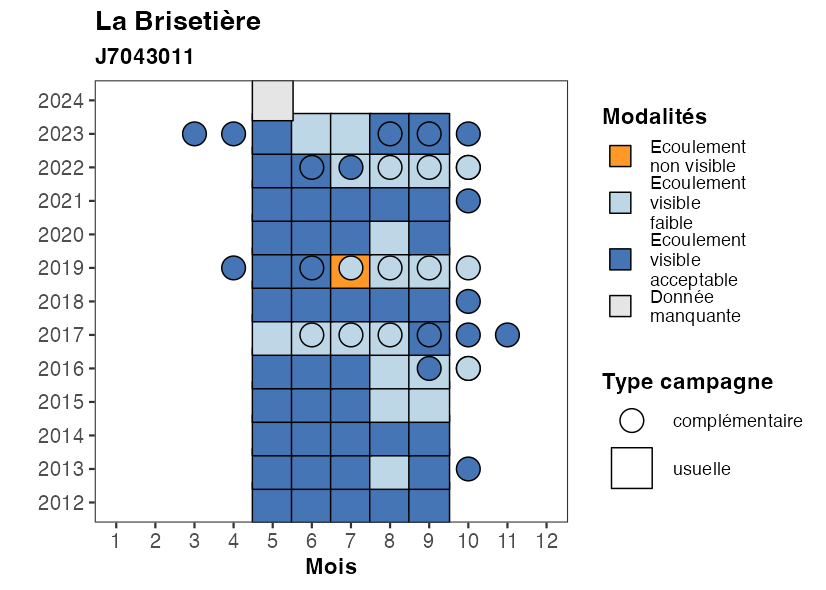 La Brisetière
J7043011
2024
2023
2022
2021
2020
2019
2018
2017
2016
2015
2014
2013
2012
1 2 3 4 5 6 7 8 9 10 11 12
Mois
Modalités
Ecoulement
non visible
Ecoulement
visible
faible
Ecoulement
visible
acceptable
Donnée
manquante
Type campagne
complémentaire
usuelle